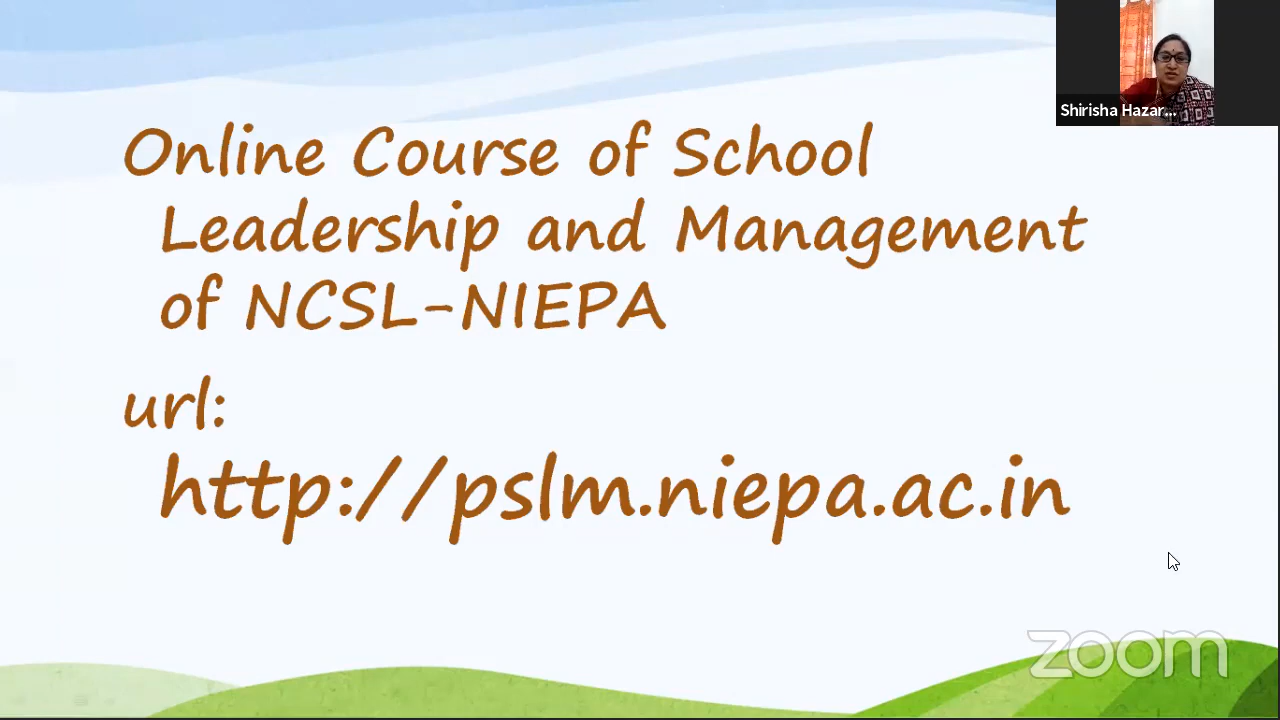 Shirisha Hazar...
Online Course of School
Leadership and Management
of NCSL-NIEPA
url:
http://pslm.niepa.ac.in
zoom